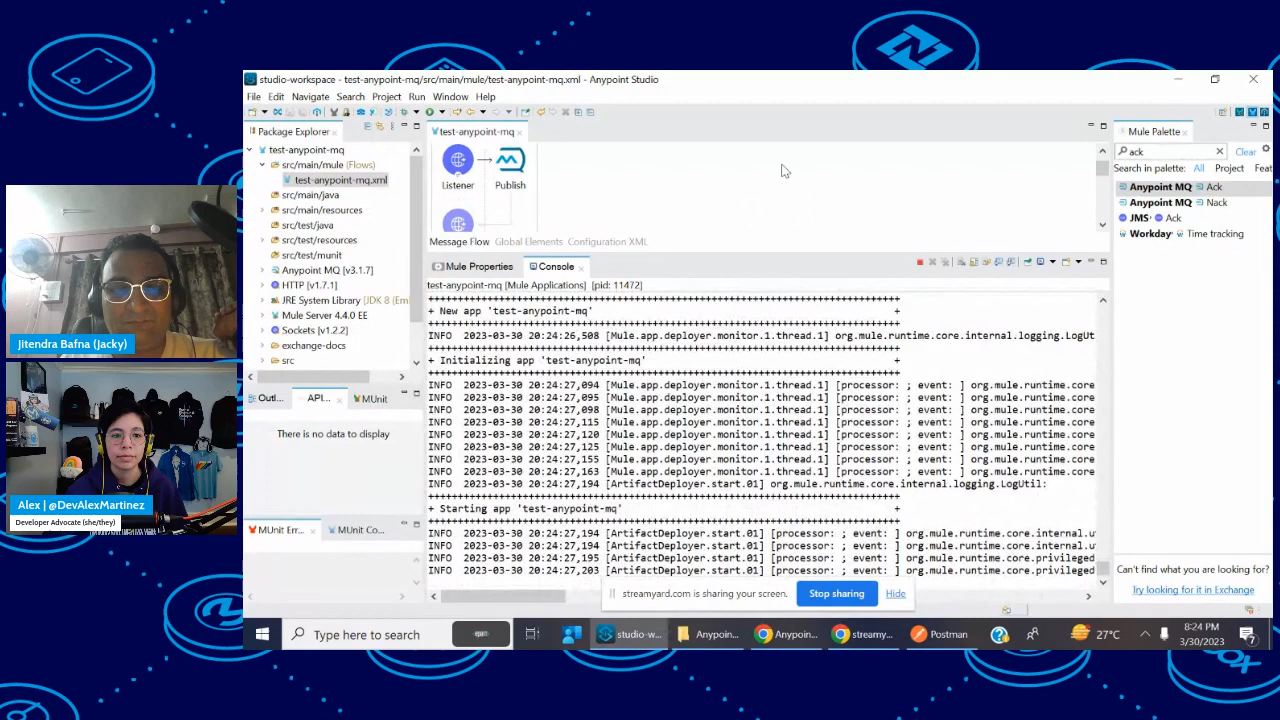 studio-workspace - test-anypoint-mq/src/main/mule/test-anypoint-mq.xml - Anypoint Studio
File Edit Navigate Search Project Run Window Help
Package Explorer
test-anypoint-mq
src/main/mule (Flows)
test-anypoint-mq.xml
src/main/java
src/main/resources
src/test/java
src/test/resources
src/test/munit
Anypoint MQ [v3.1.7]
HTTP [v1.7.1]
JRE System Library [JDK 8 (Em
Mule Server 4.4.0 EE
Sockets [v1.2.2]
exchange-docs
src
Outl...
API...
MUnit
There is no data to display
MUnit Err...
MUnit Co...
test-anypoint-mq
Listener
Publish
Message Flow Global Elements Configuration XML
Mule Properties
Console
test-anypoint-mq [Mule Applications] [pid: 11472]
++++++++++++++++++++++++++++++++++++++++++++++++++++++++++++
+ New app 'test-anypoint-mq' +
++++++++++++++++++++++++++++++++++++++++++++++++++++++++++++
INFO 2023-03-30 20:24:26,508 [Mule.app.deployer.monitor.1.thread.1] org.mule.runtime.core.internal.logging.LogUt
++++++++++++++++++++++++++++++++++++++++++++++++++++++++++++
+ Initializing app 'test-anypoint-mq' +
++++++++++++++++++++++++++++++++++++++++++++++++++++++++++++
INFO 2023-03-30 20:24:27,094 [Mule.app.deployer.monitor.1.thread.1] [processor: ; event: ] org.mule.runtime.core
INFO 2023-03-30 20:24:27,095 [Mule.app.deployer.monitor.1.thread.1] [processor: ; event: ] org.mule.runtime.core
INFO 2023-03-30 20:24:27,098 [Mule.app.deployer.monitor.1.thread.1] [processor: ; event: ] org.mule.runtime.core
INFO 2023-03-30 20:24:27,115 [Mule.app.deployer.monitor.1.thread.1] [processor: ; event: ] org.mule.runtime.core
INFO 2023-03-30 20:24:27,120 [Mule.app.deployer.monitor.1.thread.1] [processor: ; event: ] org.mule.runtime.core
INFO 2023-03-30 20:24:27,125 [Mule.app.deployer.monitor.1.thread.1] [processor: ; event: ] org.mule.runtime.core
INFO 2023-03-30 20:24:27,155 [Mule.app.deployer.monitor.1.thread.1] [processor: ; event: ] org.mule.runtime.core
INFO 2023-03-30 20:24:27,163 [Mule.app.deployer.monitor.1.thread.1] [processor: ; event: ] org.mule.runtime.core
INFO 2023-03-30 20:24:27,194 [ArtifactDeployer.start.01] org.mule.runtime.core.internal.logging.LogUtil:
++++++++++++++++++++++++++++++++++++++++++++++++++++++++++++
+ Starting app 'test-anypoint-mq' +
++++++++++++++++++++++++++++++++++++++++++++++++++++++++++++
INFO 2023-03-30 20:24:27,194 [ArtifactDeployer.start.01] [processor: ; event: ] org.mule.runtime.core.internal.u
INFO 2023-03-30 20:24:27,194 [ArtifactDeployer.start.01] [processor: ; event: ] org.mule.runtime.core.internal.u
INFO 2023-03-30 20:24:27,195 [ArtifactDeployer.start.01] [processor: ; event: ] org.mule.runtime.core.privileged
INFO 2023-03-30 20:24:27,203 [ArtifactDeployer.start.01] [processor: ; event: ] org.mule.runtime.core.privileged
Mule Palette
ack
Clear
Search in palette: All Project Feat
Anypoint MQ Ack
Anypoint MQ Nack
JMS Ack
Workday Time tracking
Can't find what you are looking for?
Try looking for it in Exchange
streamyard.com is sharing your screen. Stop sharing Hide
Type here to search
studio-w...
Anypoin...
Anypoin...
streamy...
Postman
27°C
8:24 PM
3/30/2023
7
Jitendra Bafna (Jacky)
Alex | @DevAlexMartinez
Developer Advocate (she/they)